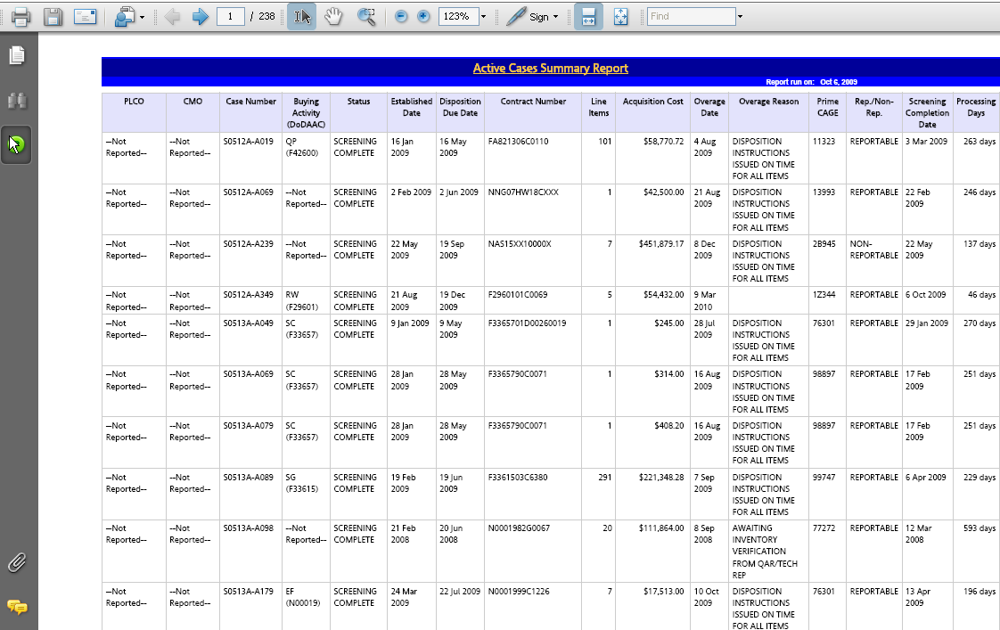 1 / 238 123% Sign Find
Active Cases Summary Report
Report run on: Oct 6, 2009
PLCO CMO Case Number Buying Activity (DoDAAC) Status Established Date Disposition Due Date Contract Number Line Items Acquisition Cost Overage Date Overage Reason Prime CAGE Rep./Non-Rep. Screening Completion Date Processing Days
--Not Reported-- --Not Reported-- S0512A-A019 QP (F42600) SCREENING COMPLETE 16 Jan 2009 16 May 2009 FA821306C0110 101 $58,770.72 4 Aug 2009 DISPOSITION INSTRUCTIONS ISSUED ON TIME FOR ALL ITEMS 11323 REPORTABLE 3 Mar 2009 263 days
--Not Reported-- --Not Reported-- S0512A-A069 --Not Reported-- SCREENING COMPLETE 2 Feb 2009 2 Jun 2009 NNG07HW18CXXX 1 $42,500.00 21 Aug 2009 DISPOSITION INSTRUCTIONS ISSUED ON TIME FOR ALL ITEMS 13993 REPORTABLE 22 Feb 2009 246 days
--Not Reported-- --Not Reported-- S0512A-A239 --Not Reported-- SCREENING COMPLETE 22 May 2009 19 Sep 2009 NAS15XX10000X 7 $451,879.17 8 Dec 2009 DISPOSITION INSTRUCTIONS ISSUED ON TIME FOR ALL ITEMS 2B945 NON-REPORTABLE 22 May 2009 137 days
--Not Reported-- --Not Reported-- S0512A-A349 RW (F29601) SCREENING COMPLETE 21 Aug 2009 19 Dec 2009 F2960101C0069 5 $54,432.00 9 Mar 2010 1Z344 REPORTABLE 6 Oct 2009 46 days
--Not Reported-- --Not Reported-- S0513A-A049 SC (F33657) SCREENING COMPLETE 9 Jan 2009 9 May 2009 F3365701D00260019 1 $245.00 28 Jul 2009 DISPOSITION INSTRUCTIONS ISSUED ON TIME FOR ALL ITEMS 76301 REPORTABLE 29 Jan 2009 270 days
--Not Reported-- --Not Reported-- S0513A-A069 SC (F33657) SCREENING COMPLETE 28 Jan 2009 28 May 2009 F3365790C0071 1 $314.00 16 Aug 2009 DISPOSITION INSTRUCTIONS ISSUED ON TIME FOR ALL ITEMS 98897 REPORTABLE 17 Feb 2009 251 days
--Not Reported-- --Not Reported-- S0513A-A079 SC (F33657) SCREENING COMPLETE 28 Jan 2009 28 May 2009 F3365790C0071 1 $408.20 16 Aug 2009 DISPOSITION INSTRUCTIONS ISSUED ON TIME FOR ALL ITEMS 98897 REPORTABLE 17 Feb 2009 251 days
--Not Reported-- --Not Reported-- S0513A-A089 SG (F33615) SCREENING COMPLETE 19 Feb 2009 19 Jun 2009 F3361503C6380 291 $221,348.28 7 Sep 2009 DISPOSITION INSTRUCTIONS ISSUED ON TIME FOR ALL ITEMS 99747 REPORTABLE 6 Apr 2009 229 days
--Not Reported-- --Not Reported-- S0513A-A098 --Not Reported-- SCREENING COMPLETE 21 Feb 2008 20 Jun 2008 N0001982G0067 20 $111,864.00 8 Sep 2008 AWAITING INVENTORY VERIFICATION FROM QAR/TECH REP 77272 REPORTABLE 12 Mar 2008 593 days
--Not Reported-- --Not Reported-- S0513A-A179 EF (N00019) SCREENING COMPLETE 24 Mar 2009 22 Jul 2009 N0001999C1226 7 $17,513.00 10 Oct 2009 DISPOSITION INSTRUCTIONS ISSUED ON TIME FOR ALL ITEMS 76301 REPORTABLE 13 Apr 2009 196 days